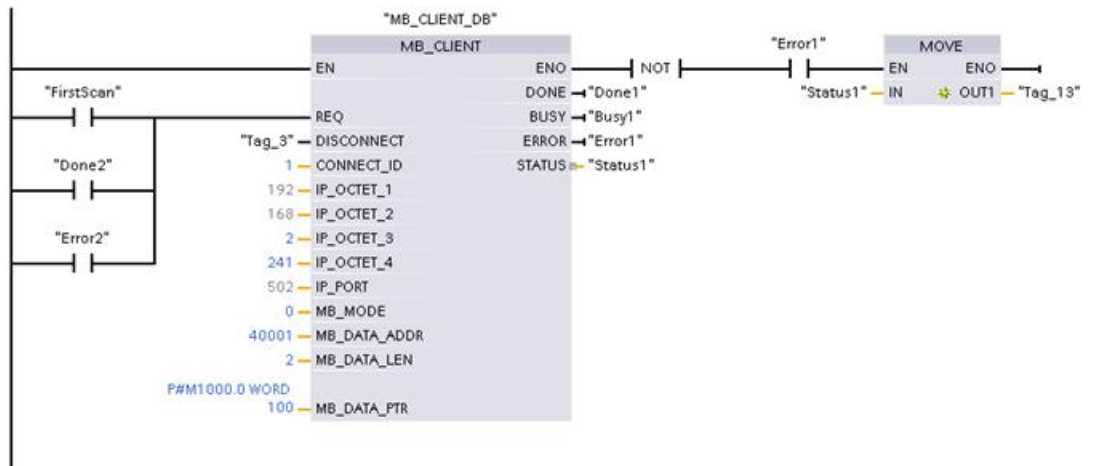 "MB_CLIENT_DB"
MB_CLIENT
"Error1"
MOVE
EN ENO NOT EN ENO
"FirstScan" DONE "Done1" "Status1" IN OUT1 "Tag_13"
REQ BUSY "Busy1"
"Tag_3" DISCONNECT ERROR "Error1"
"Done2" 1 CONNECT_ID STATUS "Status1"
192 IP_OCTET_1
168 IP_OCTET_2
"Error2" 2 IP_OCTET_3
241 IP_OCTET_4
502 IP_PORT
0 MB_MODE
40001 MB_DATA_ADDR
2 MB_DATA_LEN
P#M1000.0 WORD
100 MB_DATA_PTR